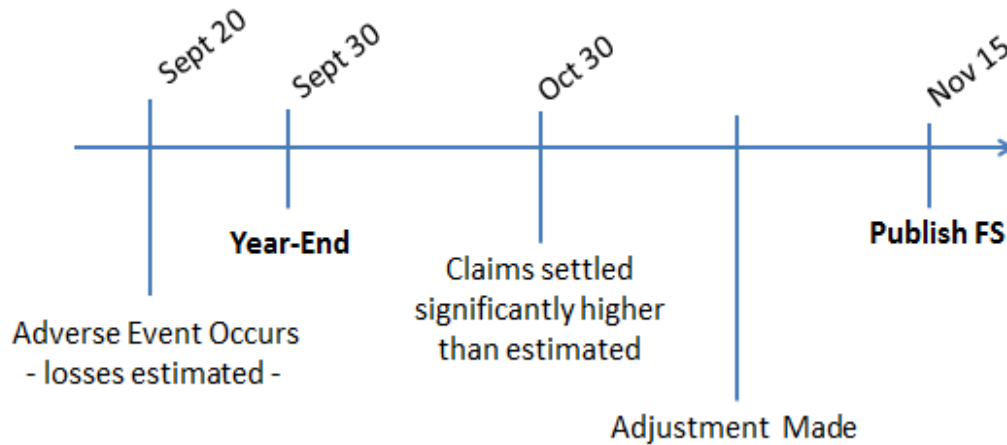 Sept 20
Sept 30
Oct 30
Nov 15
Year-End
Publish FS
Adverse Event Occurs
- losses estimated -
Claims settled
significantly higher
than estimated
Adjustment Made